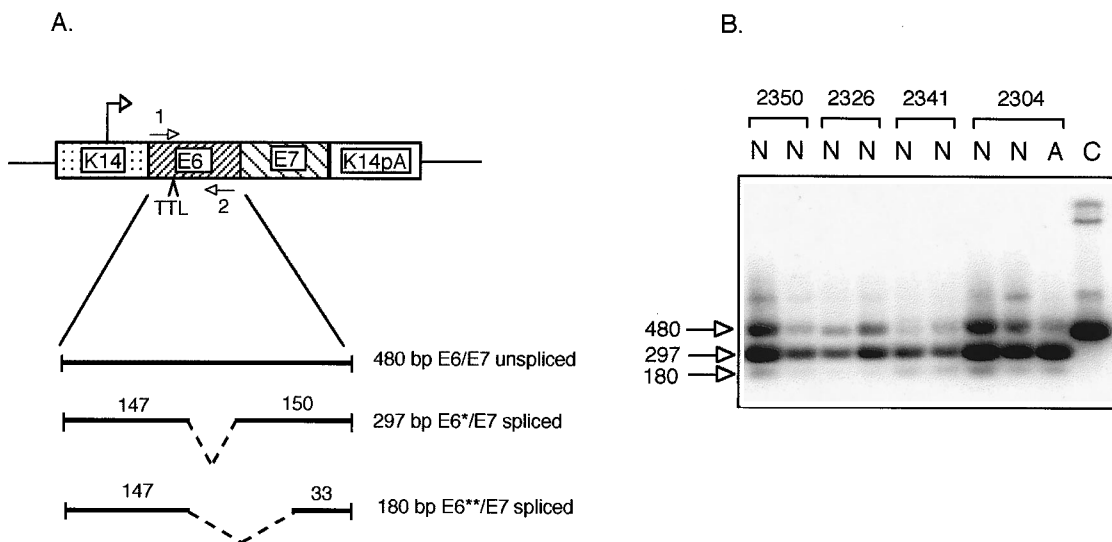 A.
1
K14
E6
E7
K14pA
TTL
2
480 bp E6/E7 unspliced
147
150
297 bp E6*/E7 spliced
147
33
180 bp E6**/E7 spliced
B.
2350 2326 2341 2304
N N N N N N N N A C
480
297
180